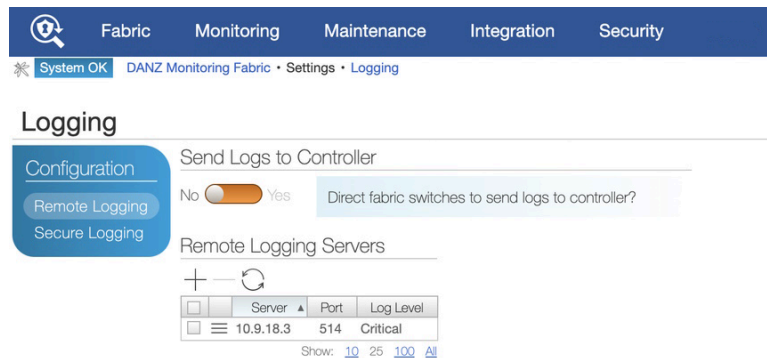 Fabric Monitoring Maintenance Integration Security
System OK DANZ Monitoring Fabric • Settings • Logging
Logging
Configuration
Remote Logging
Secure Logging
Send Logs to Controller
No Yes Direct fabric switches to send logs to controller?
Remote Logging Servers
Server Port Log Level
10.9.18.3 514 Critical
Show: 10 25 100 All